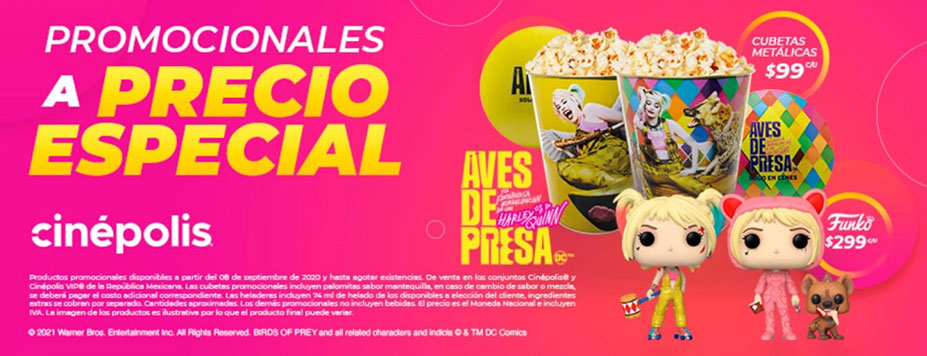 PROMOCIONALES
A PRECIO
ESPECIAL
cinépolis
Productos promocionales disponibles a partir del 08 de septiembre de 2020 y hasta agotar existencias. De venta en los conjuntos Cinépolis® y
Cinépolis VIP® de la República Mexicana. Las cubetas promocionales incluyen palomitas sabor mantequilla, en caso de cambio de sabor o mezcla,
se deberá pagar el costo adicional correspondiente. Las heladeras incluyen 74 ml de helado de los disponibles a elección del cliente, ingredientes
extras se cobran por separado. Cantidades aproximadas. Los demás promocionales no incluyen bebidas. El precio es en Moneda Nacional e incluyen
IVA. La imagen de los productos es ilustrativa por lo que el producto final puede variar.
© 2021 Warner Bros. Entertainment Inc. All Rights Reserved. BIRDS OF PREY and all related characters and indicia © & TM DC Comics
AVES
DE
PRESA
HARLEY QUINN
DC
CUBETAS
METÁLICAS
$99 c/u
AVES
DE
PRESA
SOLO EN CINES
Funko
$299 c/u